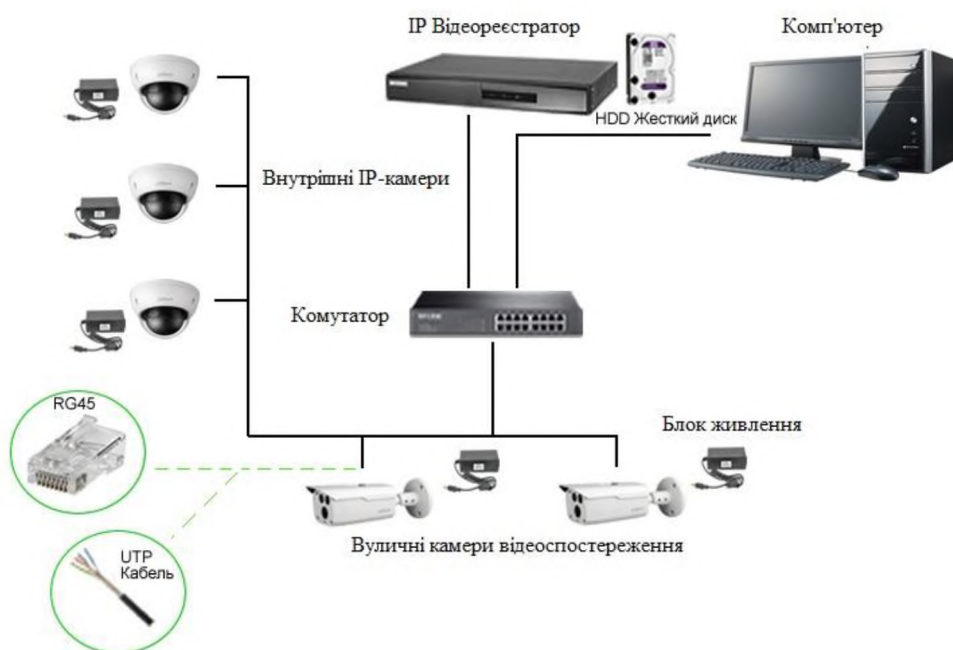 IP Відеореєстратор
Комп'ютер
HDD Жесткий диск
Внутрішні IP-камери
Комутатор
RG45
Блок живлення
UTP
Кабель
Вуличні камери відеоспостереження